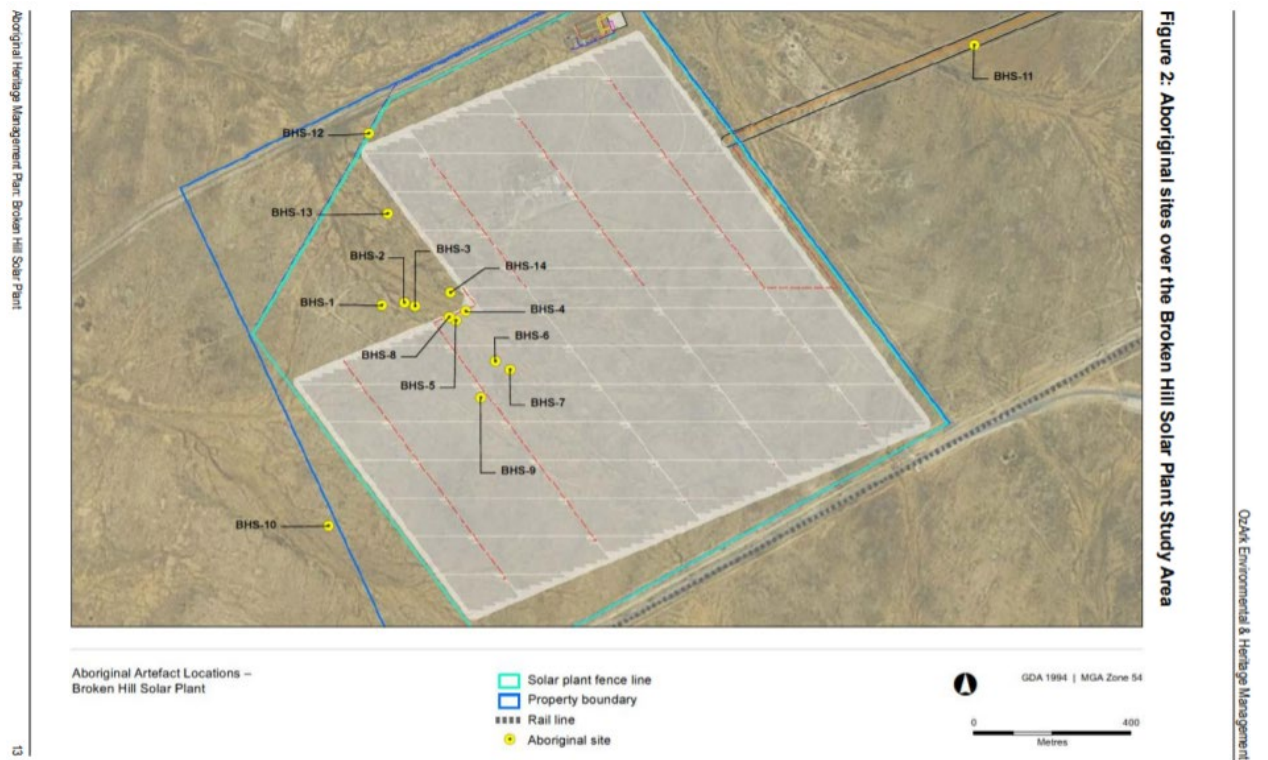 Figure 2: Aboriginal sites over the Broken Hill Solar Plant Study Area
BHS-11
BHS-12
BHS-13
BHS-3
BHS-2
BHS-14
BHS-1
BHS-4
BHS-6
BHS-8
BHS-5
BHS-7
BHS-9
BHS-10
Aboriginal Artefact Locations –
Broken Hill Solar Plant
Solar plant fence line
Property boundary
Rail line
Aboriginal site
GDA 1994 | MGA Zone 54
0 400
Metres
OzArk Environmental & Heritage Management
Aboriginal Heritage Management Plan: Broken Hill Solar Plant
13